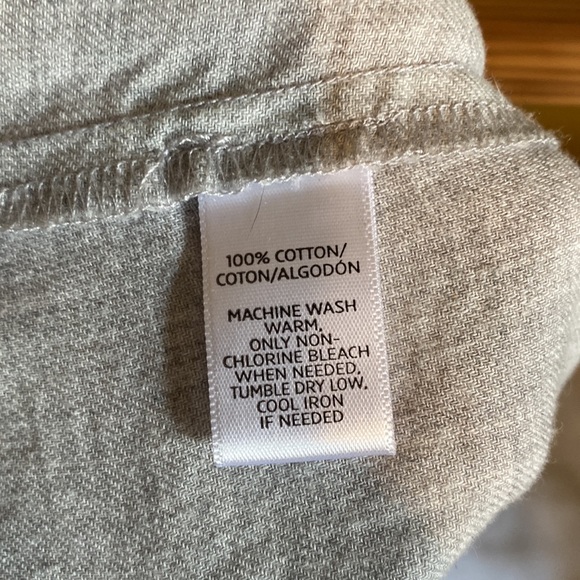 100% COTTON/
COTON/ALGODÓN
MACHINE WASH
WARM,
ONLY NON-
CHLORINE BLEACH
WHEN NEEDED,
TUMBLE DRY LOW,
COOL IRON
IF NEEDED